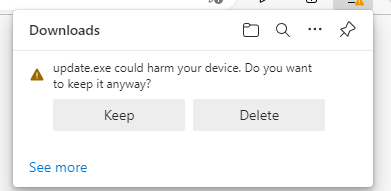 Downloads
update.exe could harm your device. Do you want
to keep it anyway?
Keep
Delete
See more